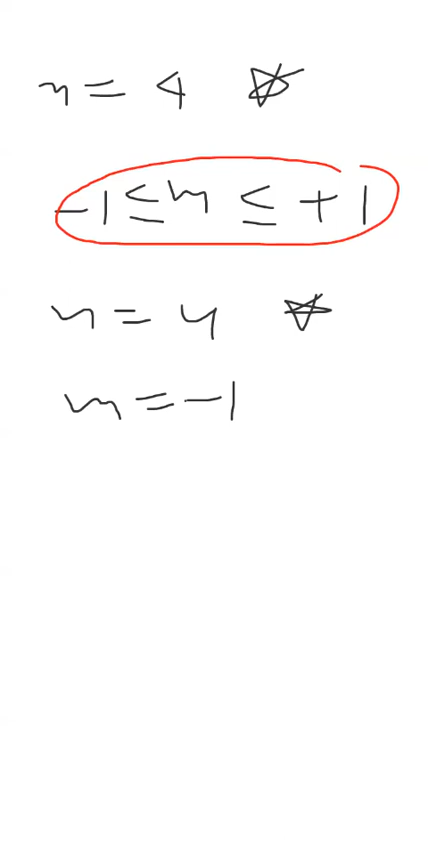 n = 4 ☆
-1 ≤ m ≤ +1
n = 4 ☆
m = -1